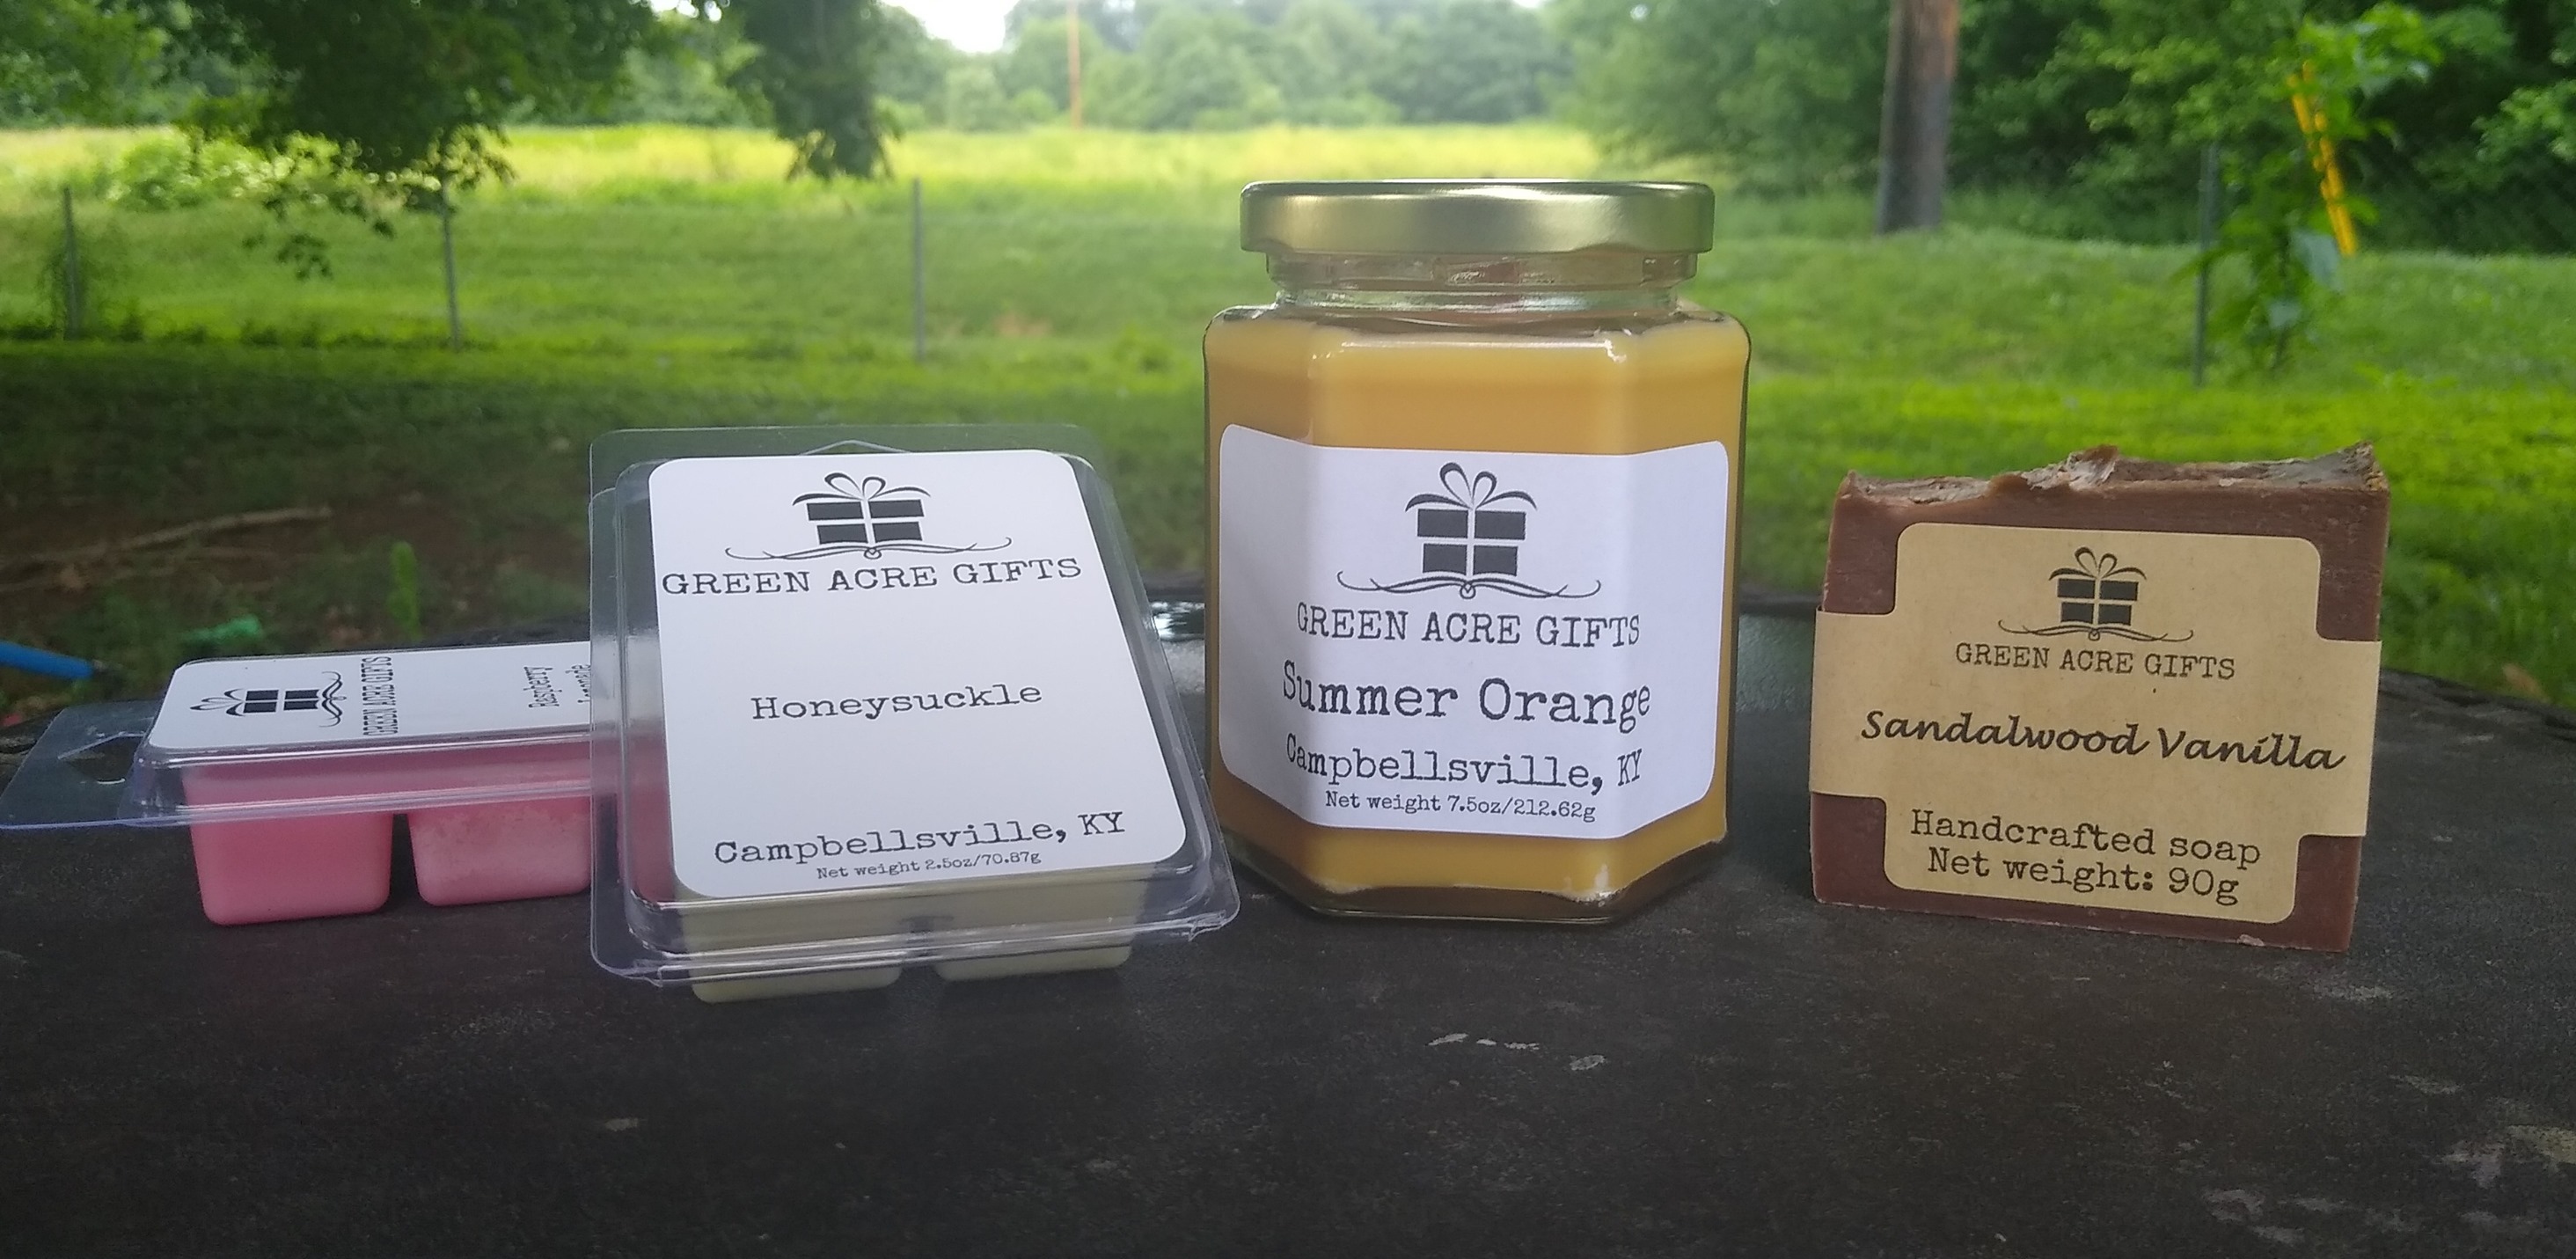 GREEN ACRE GIFTS
Raspberry
Lemonade
GREEN ACRE GIFTS
Honeysuckle
Campbellsville, KY
Net weight 2.5oz/70.87g
GREEN ACRE GIFTS
Summer Orange
Campbellsville, KY
Net weight 7.5oz/212.62g
GREEN ACRE GIFTS
Sandalwood Vanilla
Handcrafted soap
Net weight: 90g